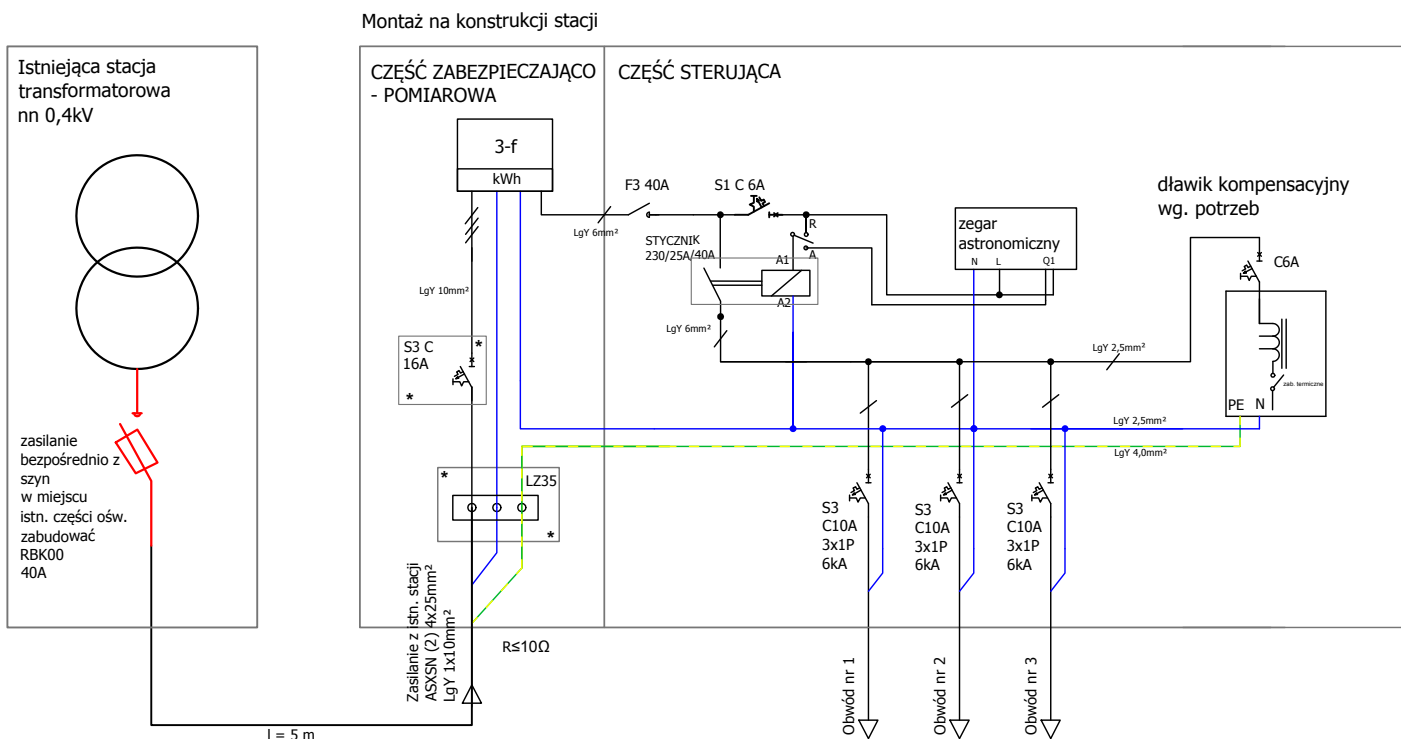 Montaż na konstrukcji stacji
Istniejąca stacja
transformatorowa
nn 0,4kV
zasilanie
bezpośrednio z
szyn
w miejscu
istn. części ośw.
zabudować
RBK00
40A
l = 5 m
CZĘŚĆ ZABEZPIECZAJĄCO
- POMIAROWA
3-f
kWh
LgY 10mm²
S3 C
16A
*
*
*
LZ35
*
Zasilanie z istn. stacji
ASXSN (2) 4x25mm²
LgY 1x10mm²
R≤10Ω
CZĘŚĆ STERUJĄCA
LgY 6mm²
F3 40A
S1 C 6A
STYCZNIK
230/25A/40A
R
A
A1
A2
LgY 6mm²
zegar
astronomiczny
N L Q1
dławik kompensacyjny
wg. potrzeb
C6A
zab. termiczne
PE N
LgY 2,5mm²
LgY 2,5mm²
LgY 4,0mm²
S3
C10A
3x1P
6kA
S3
C10A
3x1P
6kA
S3
C10A
3x1P
6kA
Obwód nr 1
Obwód nr 2
Obwód nr 3